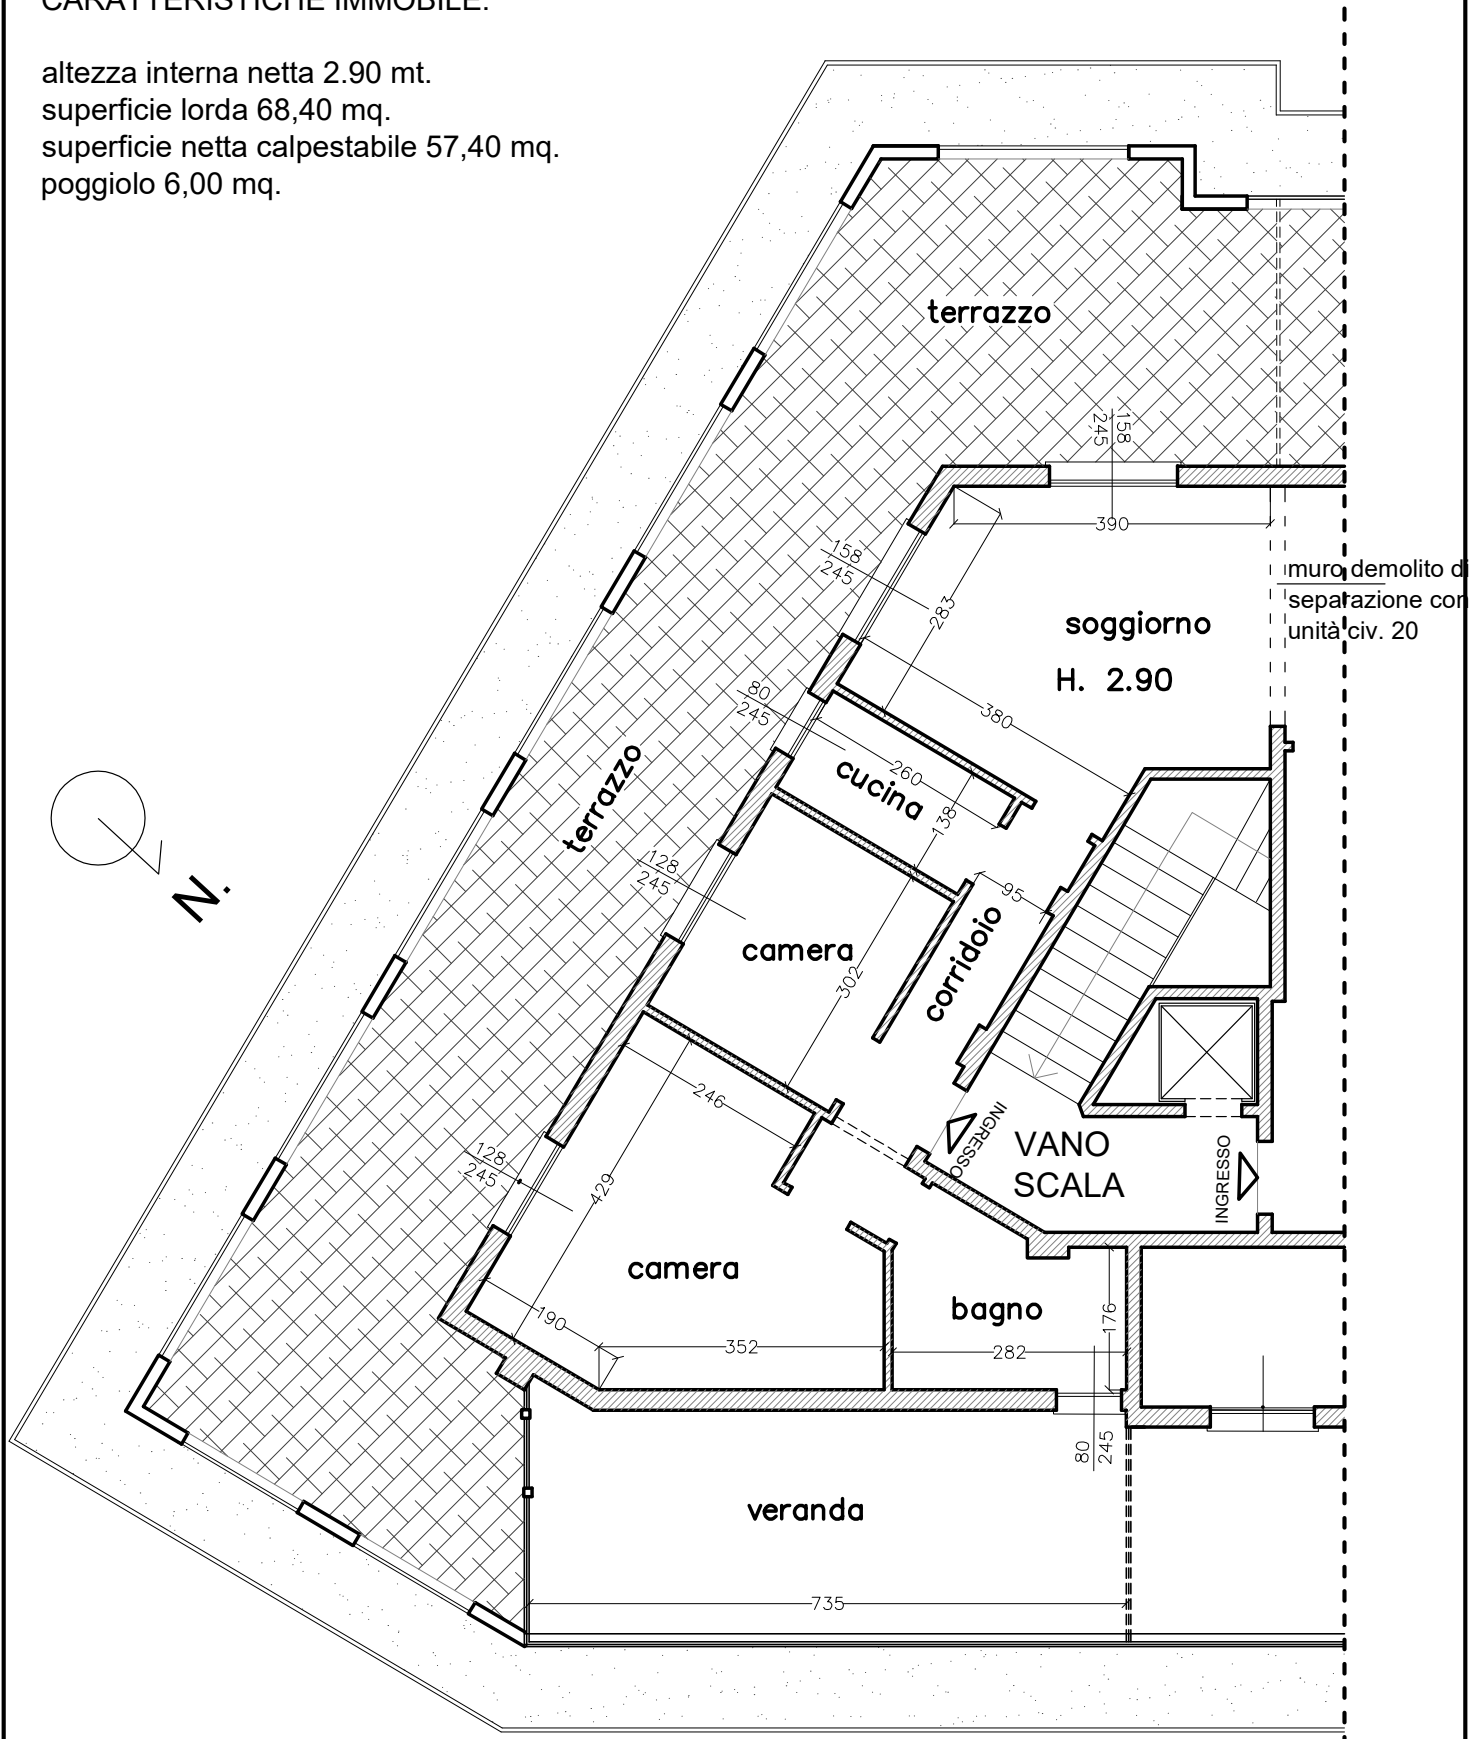 CARATTERISTICHE IMMOBILE:
altezza interna netta 2.90 mt.
superficie lorda 68,40 mq.
superficie netta calpestabile 57,40 mq.
poggiolo 6,00 mq.
terrazzo
158
245
390
158
245
283
muro demolito di
separazione con
unità civ. 20
soggiorno
H. 2.90
80
245
380
260
cucina
138
terrazzo
128
245
95
camera
corridoio
302
N.
246
INGRESSO
VANO
SCALA
INGRESSO
128
245
429
camera
190
352
bagno
176
282
80
245
veranda
735